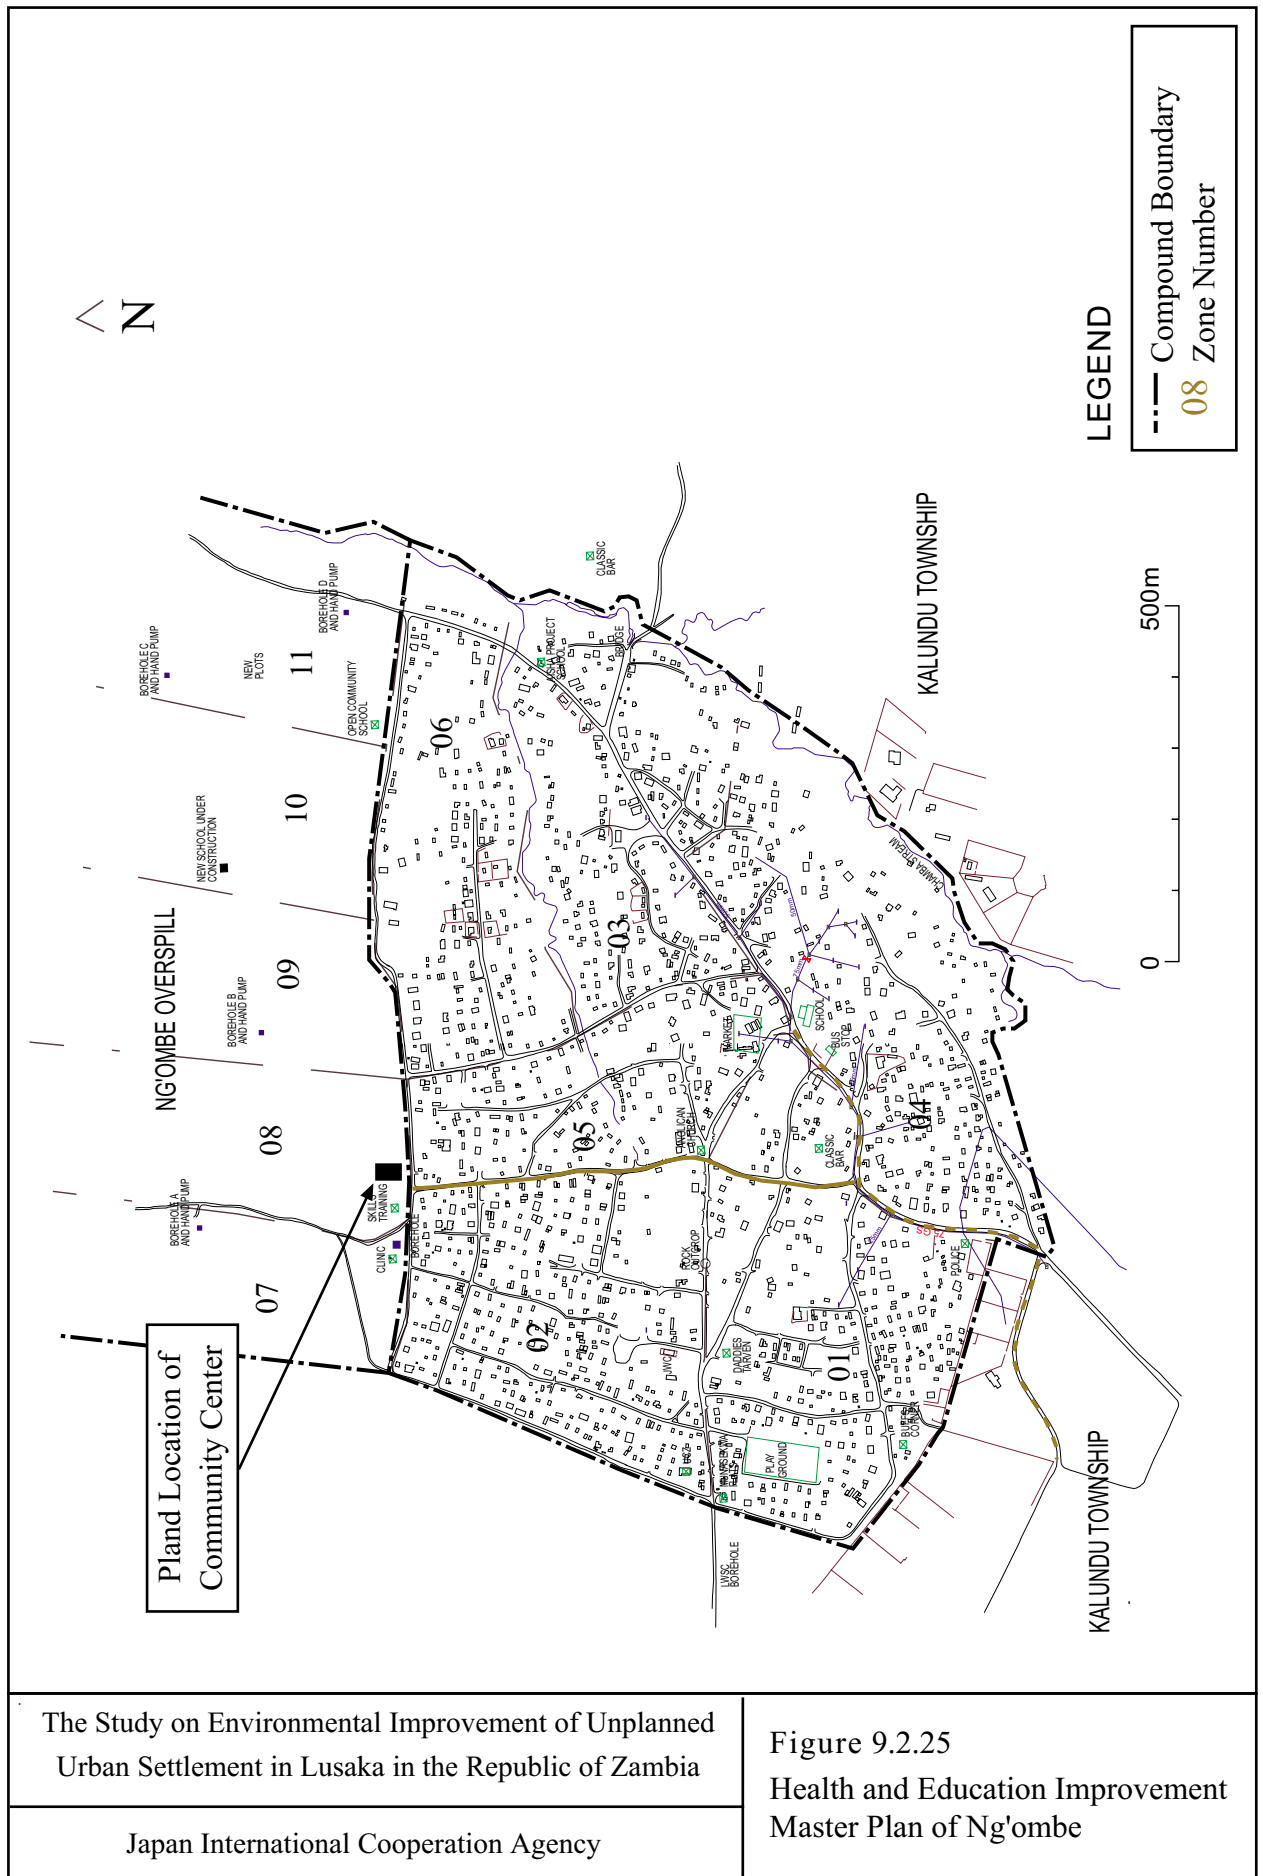 N
LEGEND
Compound Boundary
08 Zone Number
NG'OMBE OVERSPILL
BOREHOLE C
AND HAND PUMP
BOREHOLE D
AND HAND PUMP
NEW
PLOTS
11
OPEN COMMUNITY
SCHOOL
10
NEW SCHOOL UNDER
CONSTRUCTION
09
BOREHOLE B
AND HAND PUMP
08
BOREHOLE A
AND HAND PUMP
07
SKILLS
TRAINING
CLINIC
BOREHOLE
Pland Location of
Community Center
06
CLASSIC
BAR
SCHOOL
BRIDGE
03
05
MARKET
SCHOOL
BUS
STOP
CHURCH
CLASSIC
BAR
04
CHAMBA STREAM
75 GS
POLICE
ROCK
02
DADDIES
TARVEN
01
PLAY
GROUND
CORNER
LWSC
BOREHOLE
KALUNDU TOWNSHIP
KALUNDU TOWNSHIP
0
500m
The Study on Environmental Improvement of Unplanned
Urban Settlement in Lusaka in the Republic of Zambia
Japan International Cooperation Agency
Figure 9.2.25
Health and Education Improvement
Master Plan of Ng'ombe